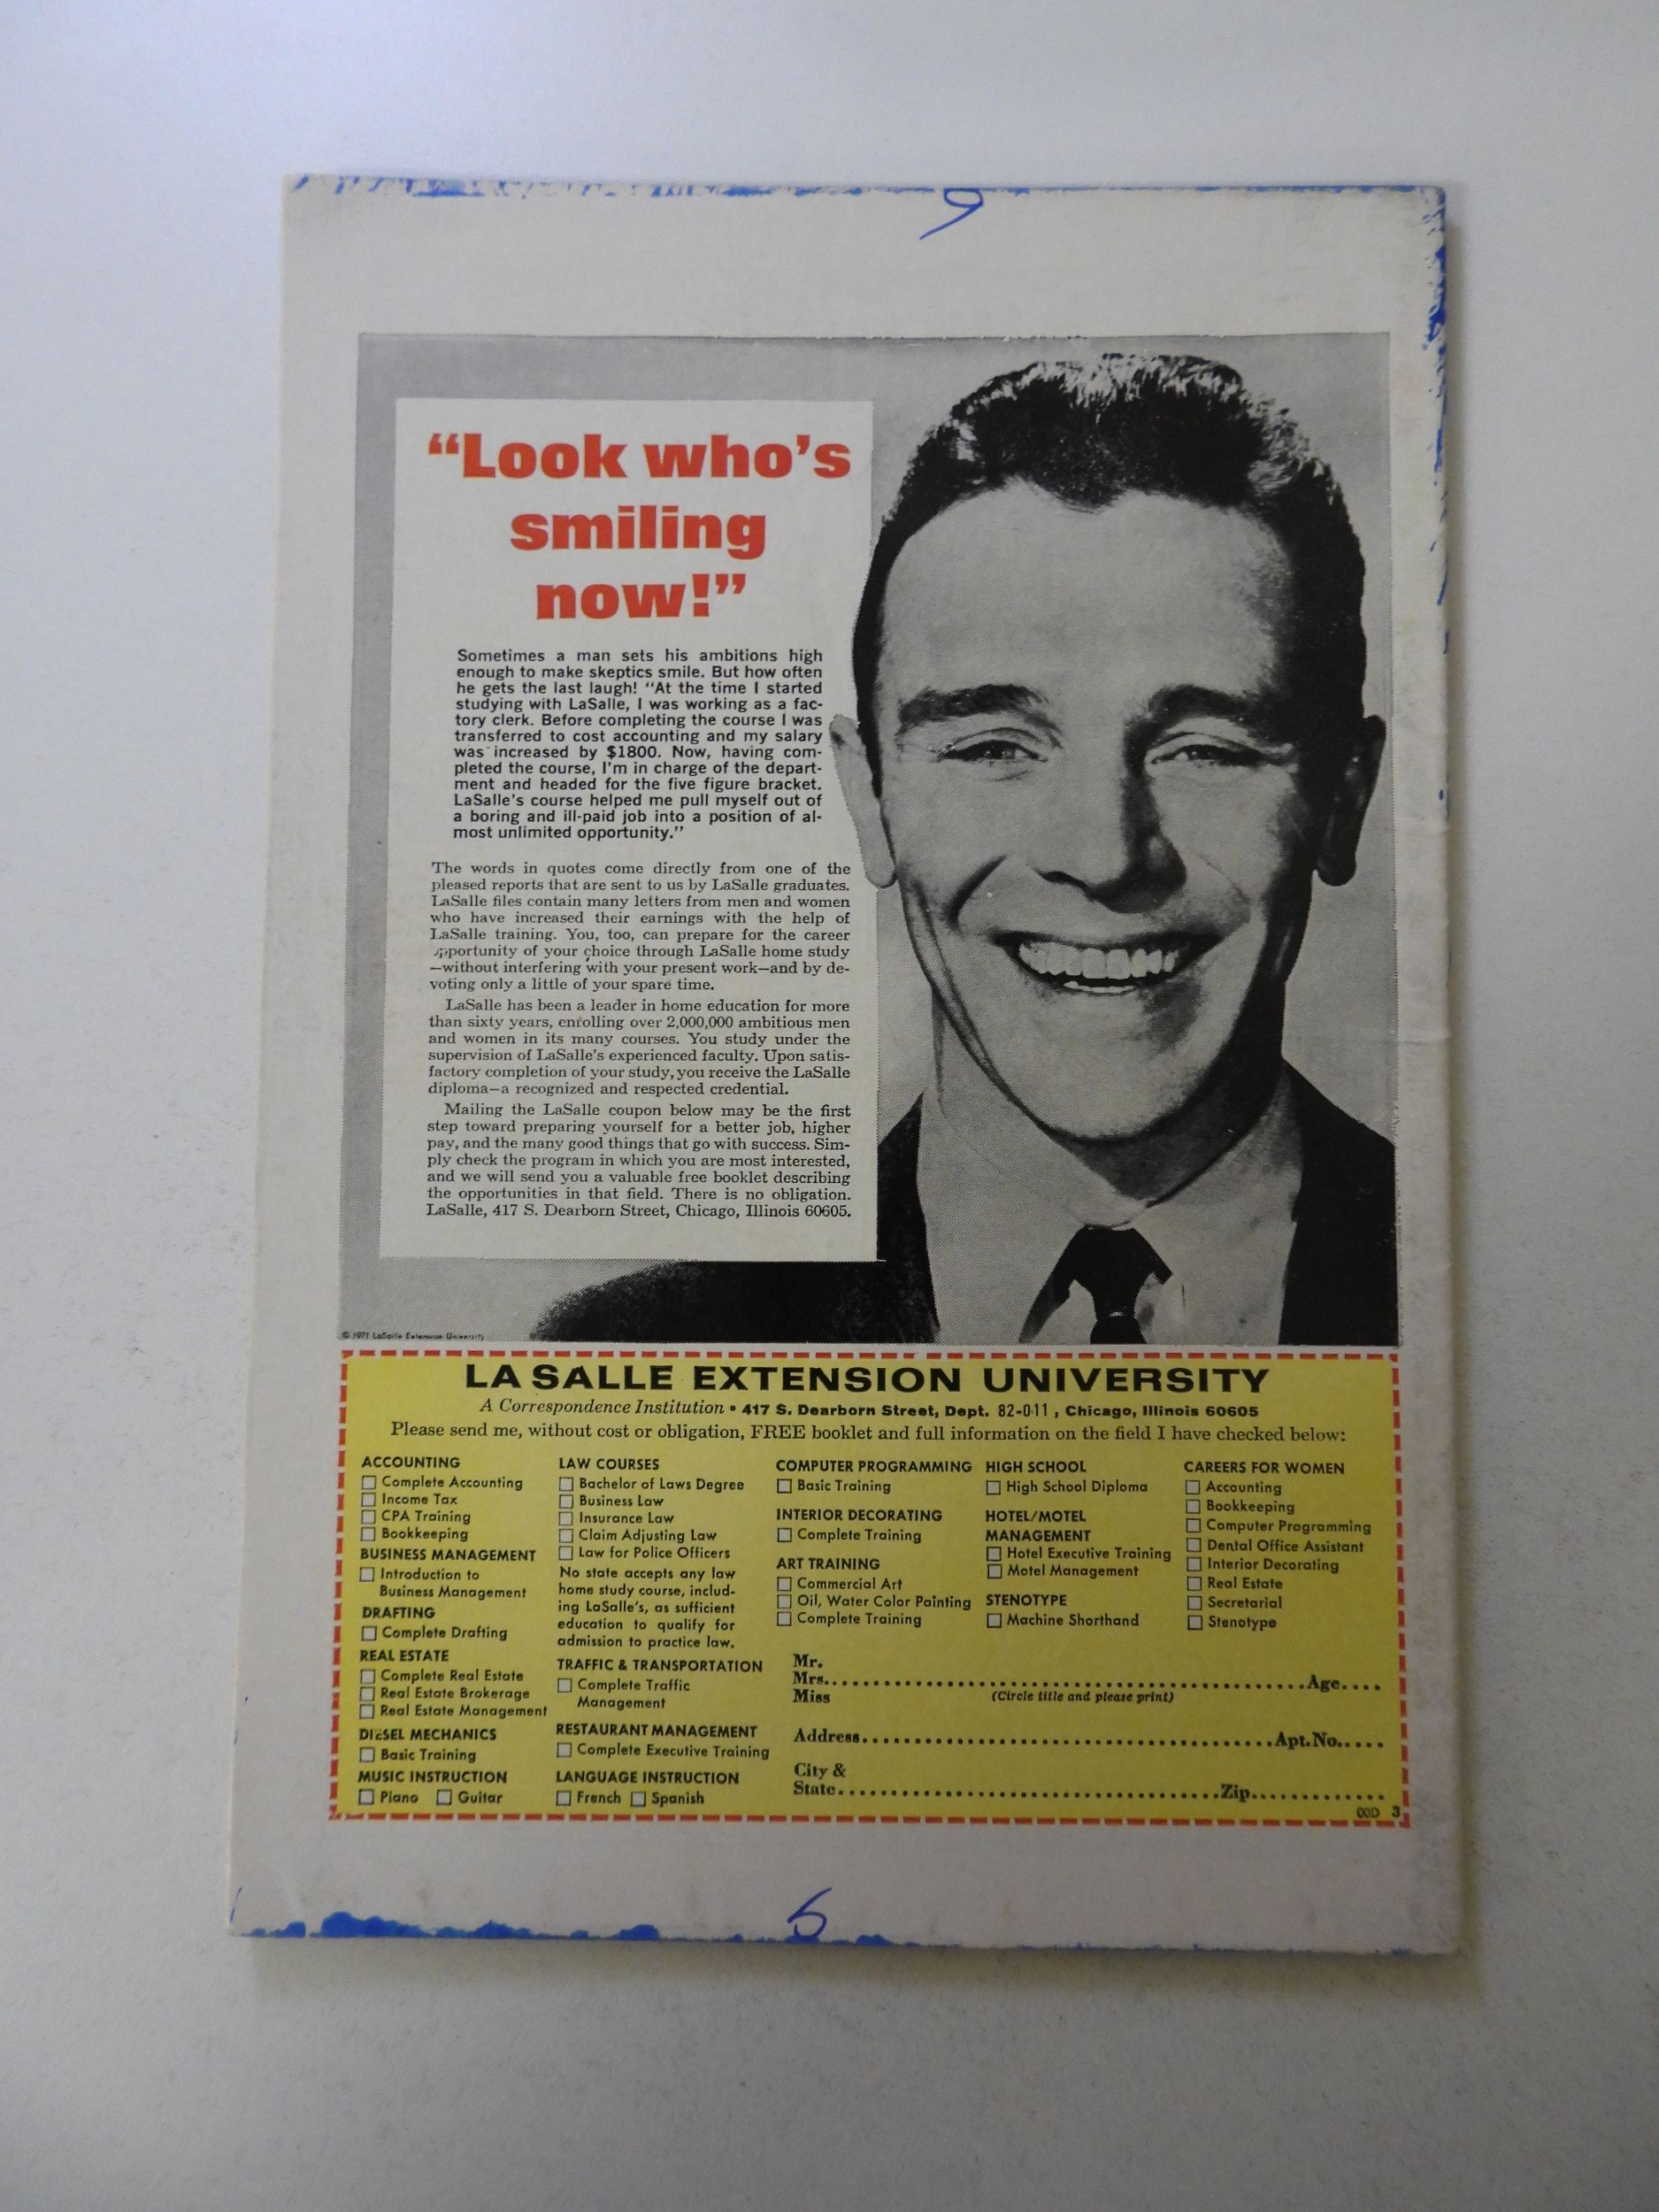 “Look who’s
smiling
now!”
Sometimes a man sets his ambitions high
enough to make skeptics smile. But how often
he gets the last laugh! “At the time I started
studying with LaSalle, I was working as a fac-
tory clerk. Before completing the course I was
transferred to cost accounting and my salary
was increased by $1800. Now, having com-
pleted the course, I’m in charge of the depart-
ment and headed for the five figure bracket.
LaSalle’s course helped me pull myself out of
a boring and ill-paid job into a position of al-
most unlimited opportunity.”
The words in quotes come directly from one of the
pleased reports that are sent to us by LaSalle graduates.
LaSalle files contain many letters from men and women
who have increased their earnings with the help of
LaSalle training. You, too, can prepare for the career
opportunity of your choice through LaSalle home study
—without interfering with your present work—and by de-
voting only a little of your spare time.
LaSalle has been a leader in home education for more
than sixty years, enrolling over 2,000,000 ambitious men
and women in its many courses. You study under the
supervision of LaSalle’s experienced faculty. Upon satis-
factory completion of your study, you receive the LaSalle
diploma—a recognized and respected credential.
Mailing the LaSalle coupon below may be the first
step toward preparing yourself for a better job, higher
pay, and the many good things that go with success. Sim-
ply check the program in which you are most interested,
and we will send you a valuable free booklet describing
the opportunities in that field. There is no obligation.
LaSalle, 417 S. Dearborn Street, Chicago, Illinois 60605.
© 1971 LaSalle Extension University
LA SALLE EXTENSION UNIVERSITY
A Correspondence Institution • 417 S. Dearborn Street, Dept. 82-011, Chicago, Illinois 60605
Please send me, without cost or obligation, FREE booklet and full information on the field I have checked below:
ACCOUNTING
Complete Accounting
Income Tax
CPA Training
Bookkeeping
BUSINESS MANAGEMENT
Introduction to
Business Management
DRAFTING
Complete Drafting
REAL ESTATE
Complete Real Estate
Real Estate Brokerage
Real Estate Management
DIESEL MECHANICS
Basic Training
MUSIC INSTRUCTION
Piano Guitar
LAW COURSES
Bachelor of Laws Degree
Business Law
Insurance Law
Claim Adjusting Law
Law for Police Officers
No state accepts any law
home study course, includ-
ing LaSalle’s, as sufficient
education to qualify for
admission to practice law.
TRAFFIC & TRANSPORTATION
Complete Traffic
Management
RESTAURANT MANAGEMENT
Complete Executive Training
LANGUAGE INSTRUCTION
French Spanish
COMPUTER PROGRAMMING
Basic Training
INTERIOR DECORATING
Complete Training
ART TRAINING
Commercial Art
Oil, Water Color Painting
Complete Training
HIGH SCHOOL
High School Diploma
HOTEL/MOTEL
MANAGEMENT
Hotel Executive Training
Motel Management
STENOTYPE
Machine Shorthand
CAREERS FOR WOMEN
Accounting
Bookkeeping
Computer Programming
Dental Office Assistant
Interior Decorating
Real Estate
Secretarial
Stenotype
Mr.
Mrs. Age
Miss (Circle title and please print)
Address Apt. No.
City &
State Zip
00D 3